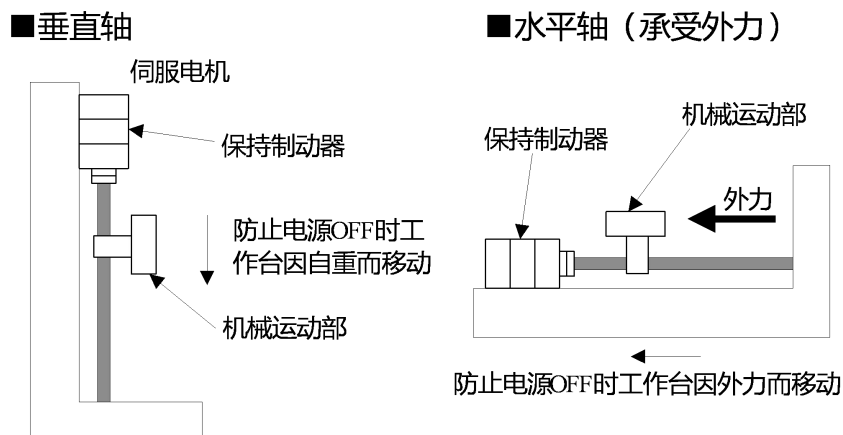 ■垂直轴
伺服电机
保持制动器
防止电源OFF时工
作台因自重而移动
机械运动部
■水平轴（承受外力）
机械运动部
保持制动器
外力
防止电源OFF时工作台因外力而移动